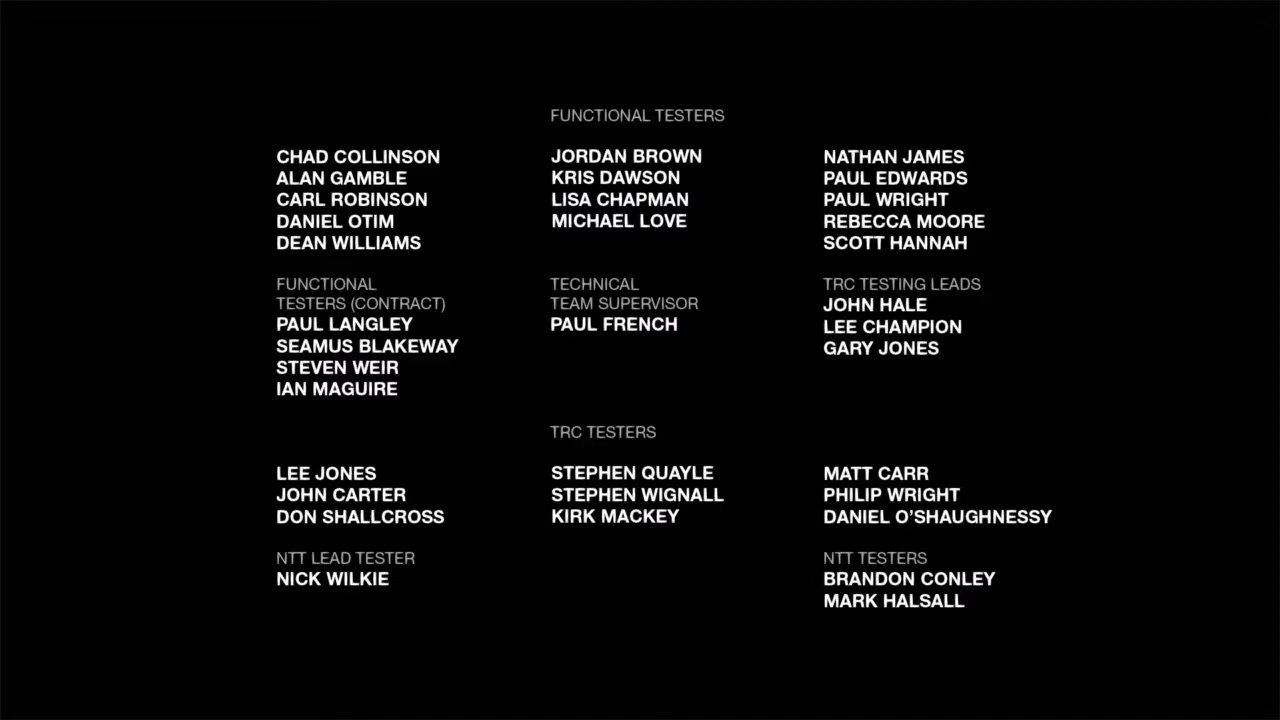 FUNCTIONAL TESTERS
CHAD COLLINSON
ALAN GAMBLE
CARL ROBINSON
DANIEL OTIM
DEAN WILLIAMS
JORDAN BROWN
KRIS DAWSON
LISA CHAPMAN
MICHAEL LOVE
NATHAN JAMES
PAUL EDWARDS
PAUL WRIGHT
REBECCA MOORE
SCOTT HANNAH
FUNCTIONAL
TESTERS (CONTRACT)
PAUL LANGLEY
SEAMUS BLAKEWAY
STEVEN WEIR
IAN MAGUIRE
TECHNICAL
TEAM SUPERVISOR
PAUL FRENCH
TRC TESTING LEADS
JOHN HALE
LEE CHAMPION
GARY JONES
TRC TESTERS
LEE JONES
JOHN CARTER
DON SHALLCROSS
STEPHEN QUAYLE
STEPHEN WIGNALL
KIRK MACKEY
MATT CARR
PHILIP WRIGHT
DANIEL O'SHAUGHNESSY
NTT LEAD TESTER
NICK WILKIE
NTT TESTERS
BRANDON CONLEY
MARK HALSALL